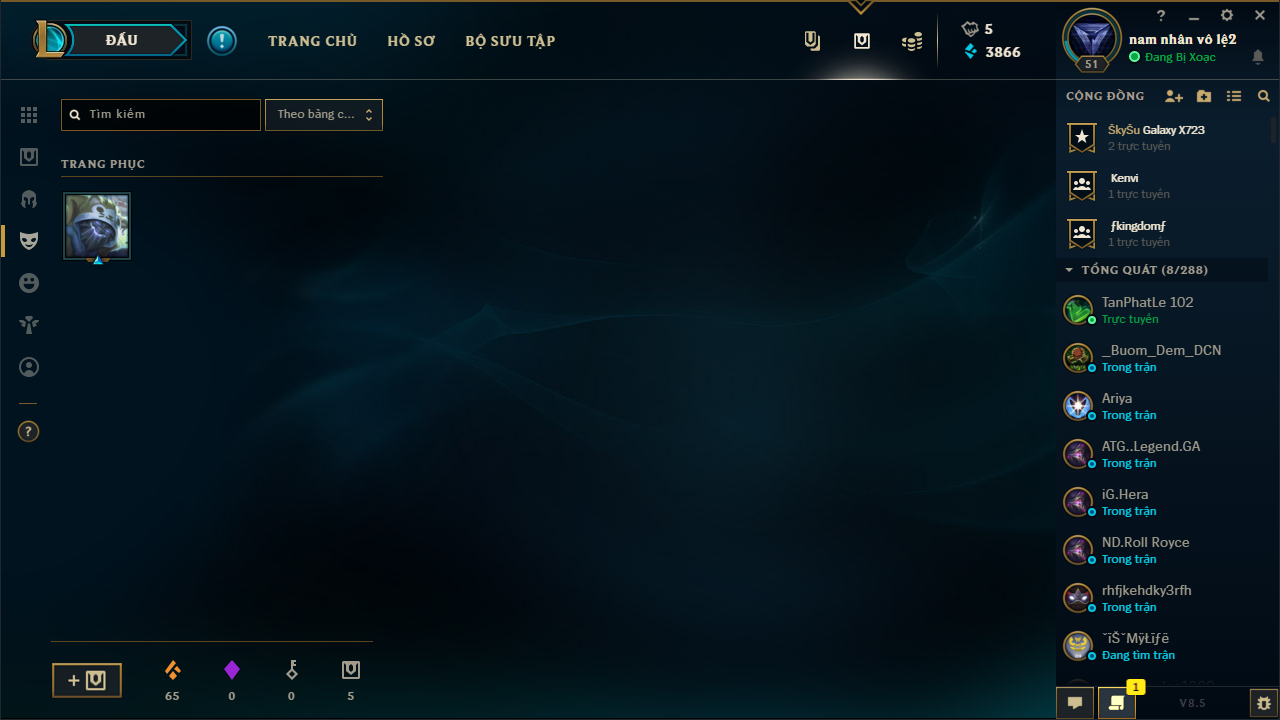 ĐẤU
TRANG CHỦ
HỒ SƠ
BỘ SƯU TẬP
5
3866
51
nam nhân vô lệ2
Đang Bị Xoạc
Tìm kiếm
Theo bảng c...
TRANG PHỤC
CỘNG ĐỒNG
ŠkyŠu Galaxy X723
2 trực tuyến
Kenvi
1 trực tuyến
ƒkingdomƒ
1 trực tuyến
TỔNG QUÁT (8/288)
TanPhatLe 102
Trực tuyến
_Buom_Dem_DCN
Trong trận
Ariya
Trong trận
ATG..Legend.GA
Trong trận
iG.Hera
Trong trận
ND.Roll Royce
Trong trận
rhfjkehdky3rfh
Trong trận
ˇïŠˇMÿŁïƒë
Đang tìm trận
65
0
0
5
1
V8.5